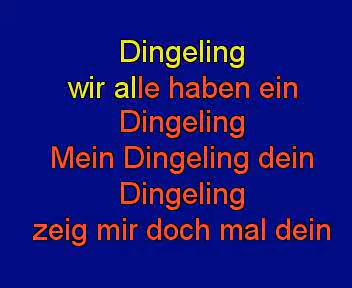 Dingeling
wir alle haben ein
Dingeling
Mein Dingeling dein
Dingeling
zeig mir doch mal dein